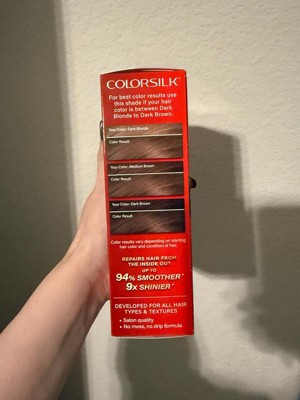 COLORSILK™
For best color results use
this shade if your hair
color is between Dark
Blonde to Dark Brown.
Your Color: Dark Blonde
Color Result
Your Color: Medium Brown
Color Result
Your Color: Dark Brown
Color Result
Color results vary depending on starting
hair color and condition of hair.
REPAIRS HAIR FROM
THE INSIDE OUT
UP TO
94% SMOOTHER*
9X SHINIER*
DEVELOPED FOR ALL HAIR
TYPES & TEXTURES
• Salon quality
• No mess, no drip formula